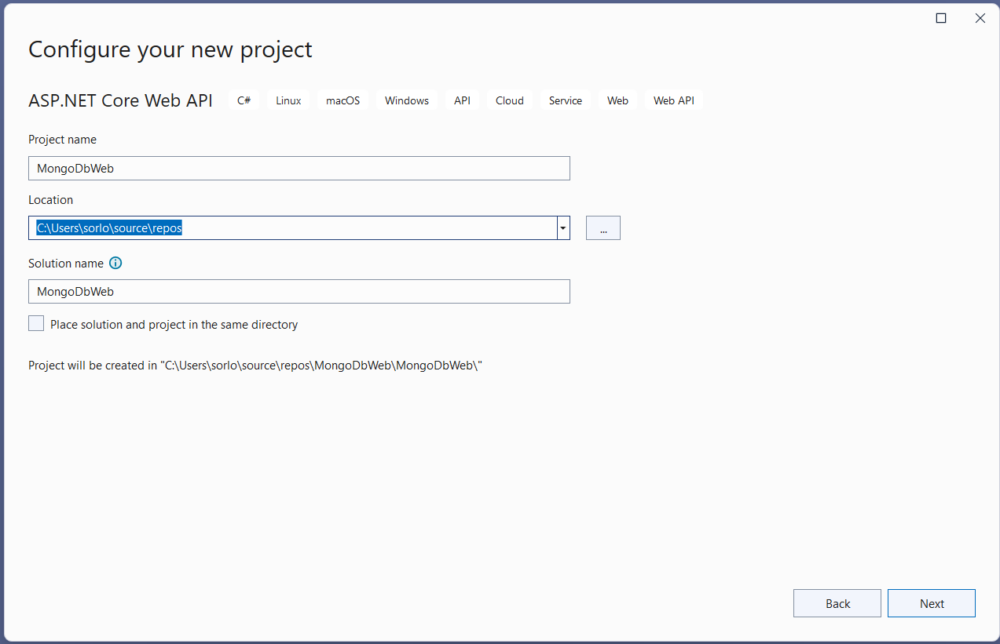 Configure your new project
ASP.NET Core Web API C# Linux macOS Windows API Cloud Service Web Web API
Project name
MongoDbWeb
Location
C:\Users\sorlo\source\repos
...
Solution name
MongoDbWeb
Place solution and project in the same directory
Project will be created in "C:\Users\sorlo\source\repos\MongoDbWeb\MongoDbWeb\"
Back Next